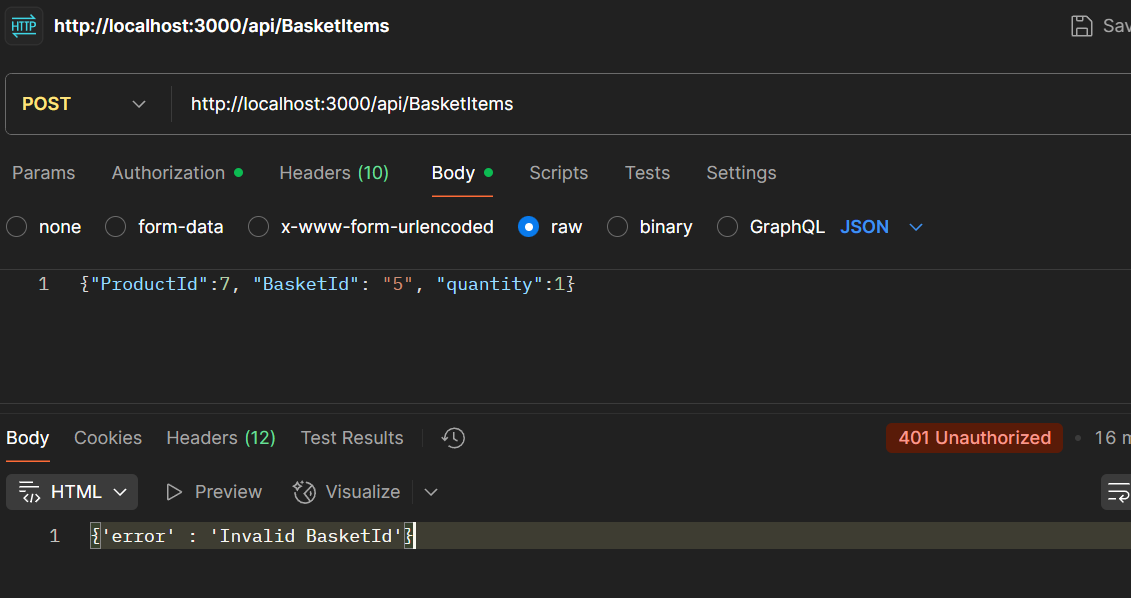 HTTP http://localhost:3000/api/BasketItems Sav
POST http://localhost:3000/api/BasketItems
Params Authorization Headers (10) Body Scripts Tests Settings
none form-data x-www-form-urlencoded raw binary GraphQL JSON
1 {"ProductId":7, "BasketId": "5", "quantity":1}
Body Cookies Headers (12) Test Results 401 Unauthorized • 16 m
HTML Preview Visualize
1 {'error' : 'Invalid BasketId'}